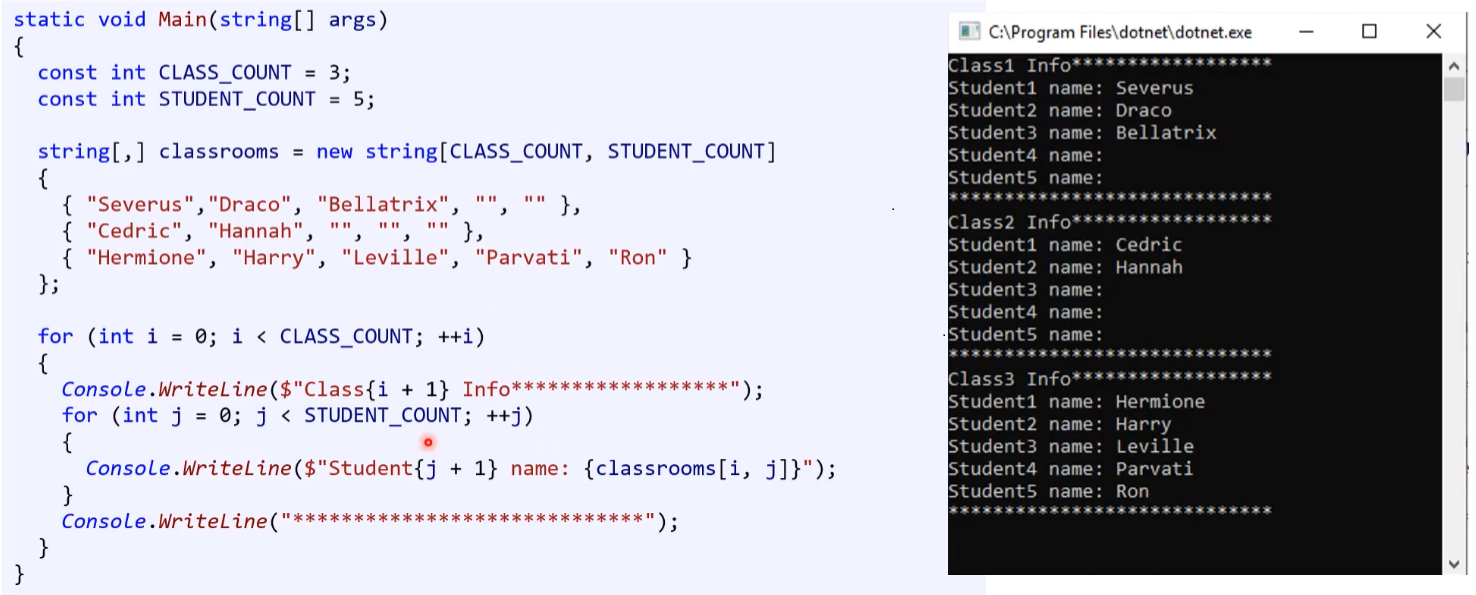 static void Main(string[] args)
{
  const int CLASS_COUNT = 3;
  const int STUDENT_COUNT = 5;

  string[,] classrooms = new string[CLASS_COUNT, STUDENT_COUNT]
  {
    { "Severus","Draco", "Bellatrix", "", "" },
    { "Cedric", "Hannah", "", "", "" },
    { "Hermione", "Harry", "Leville", "Parvati", "Ron" }
  };

  for (int i = 0; i < CLASS_COUNT; ++i)
  {
    Console.WriteLine($"Class{i + 1} Info******************");
    for (int j = 0; j < STUDENT_COUNT; ++j)
    {
      Console.WriteLine($"Student{j + 1} name: {classrooms[i, j]}");
    }
    Console.WriteLine("*****************************");
  }
}
C:\Program Files\dotnet\dotnet.exe
Class1 Info******************
Student1 name: Severus
Student2 name: Draco
Student3 name: Bellatrix
Student4 name:
Student5 name:
*****************************
Class2 Info******************
Student1 name: Cedric
Student2 name: Hannah
Student3 name:
Student4 name:
Student5 name:
*****************************
Class3 Info******************
Student1 name: Hermione
Student2 name: Harry
Student3 name: Leville
Student4 name: Parvati
Student5 name: Ron
*****************************